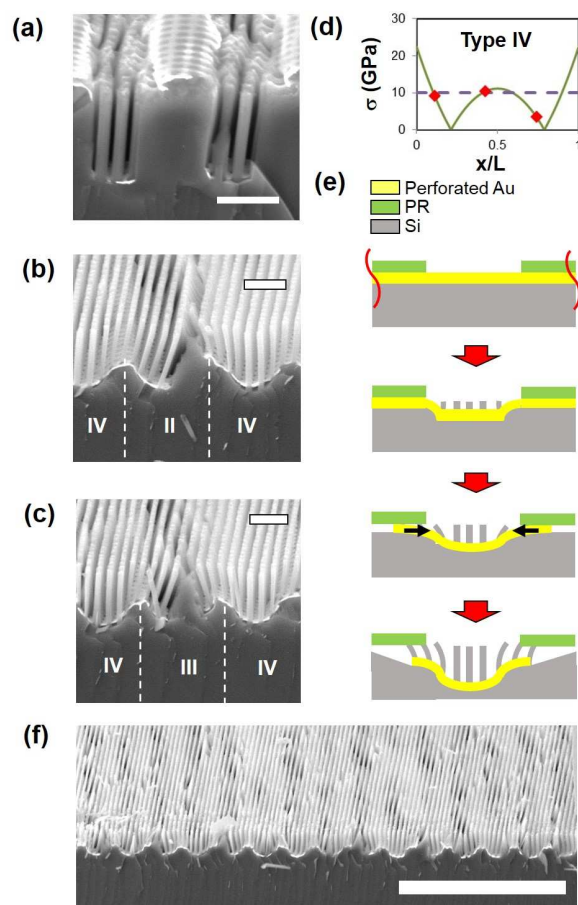 (a)
(b)
IV
II
IV
(c)
IV
III
IV
(d)
Type IV
σ (GPa)
30
20
10
0
0
0.5
1
x/L
(e)
Perforated Au
PR
Si
(f)